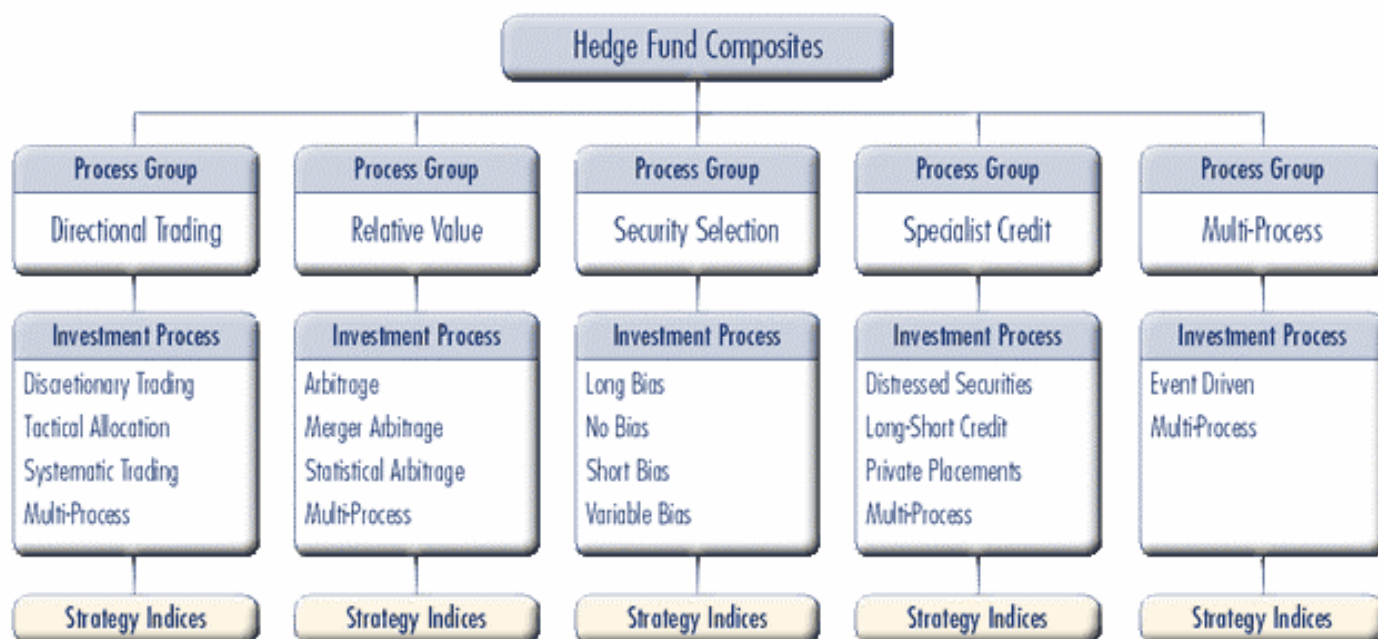 Hedge Fund Composites
Process Group
Directional Trading
Process Group
Relative Value
Process Group
Security Selection
Process Group
Specialist Credit
Process Group
Multi-Process
Investment Process
Discretionary Trading
Tactical Allocation
Systematic Trading
Multi-Process
Investment Process
Arbitrage
Merger Arbitrage
Statistical Arbitrage
Multi-Process
Investment Process
Long Bias
No Bias
Short Bias
Variable Bias
Investment Process
Distressed Securities
Long-Short Credit
Private Placements
Multi-Process
Investment Process
Event Driven
Multi-Process
Strategy Indices
Strategy Indices
Strategy Indices
Strategy Indices
Strategy Indices